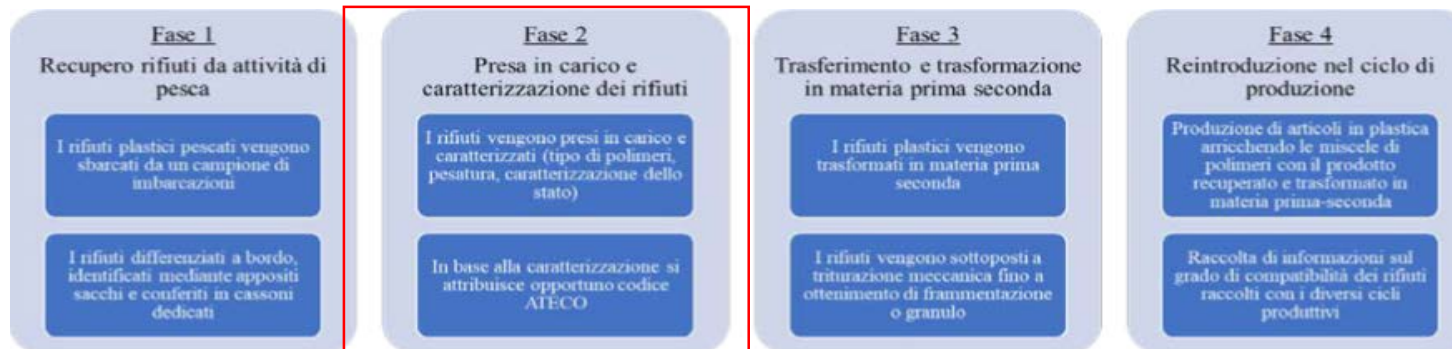 Fase 1
Recupero rifiuti da attività di
pesca
I rifiuti plastici pescati vengono
sbarcati da un campione di
imbarcazioni
I rifiuti differenziati a bordo,
identificati mediante appositi
sacchi e conferiti in cassoni
dedicati
Fase 2
Presa in carico e
caratterizzazione dei rifiuti
I rifiuti vengono presi in carico e
caratterizzati (tipo di polimeri,
pesatura, caratterizzazione dello
stato)
In base alla caratterizzazione si
attribuisce opportuno codice
ATECO
Fase 3
Trasferimento e trasformazione
in materia prima seconda
I rifiuti plastici vengono
trasformati in materia prima
seconda
I rifiuti vengono sottoposti a
triturazione meccanica fino a
ottenimento di frammentazione
o granulo
Fase 4
Reintroduzione nel ciclo di
produzione
Produzione di articoli in plastica
arricchendo le miscele di
polimeri con il prodotto
recuperato e trasformato in
materia prima-seconda
Raccolta di informazioni sul
grado di compatibilità dei rifiuti
raccolti con i diversi cicli
produttivi